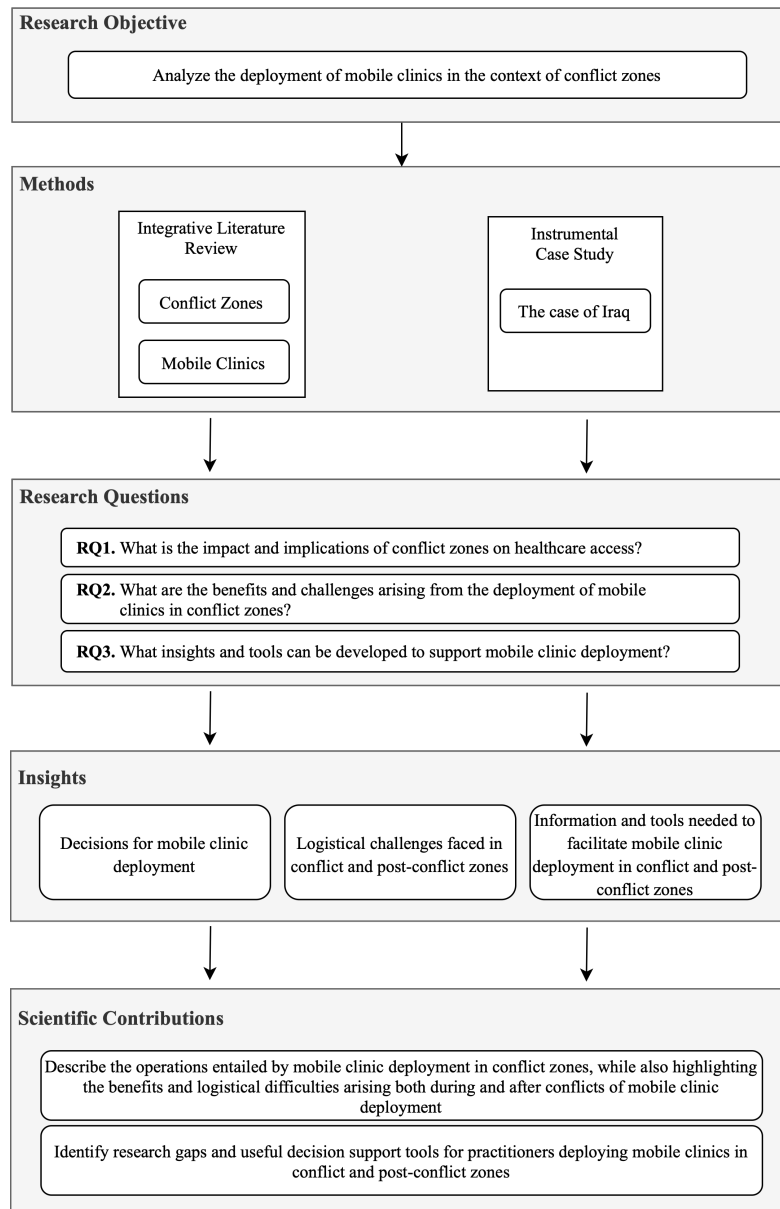 Research Objective
Analyze the deployment of mobile clinics in the context of conflict zones
Methods
Integrative Literature
Review
Conflict Zones
Mobile Clinics
Instrumental
Case Study
The case of Iraq
Research Questions
RQ1. What is the impact and implications of conflict zones on healthcare access?
RQ2. What are the benefits and challenges arising from the deployment of mobile
clinics in conflict zones?
RQ3. What insights and tools can be developed to support mobile clinic deployment?
Insights
Decisions for mobile clinic
deployment
Logistical challenges faced in
conflict and post-conflict zones
Information and tools needed to
facilitate mobile clinic
deployment in conflict and post-
conflict zones
Scientific Contributions
Describe the operations entailed by mobile clinic deployment in conflict zones, while also highlighting
the benefits and logistical difficulties arising both during and after conflicts of mobile clinic
deployment
Identify research gaps and useful decision support tools for practitioners deploying mobile clinics in
conflict and post-conflict zones